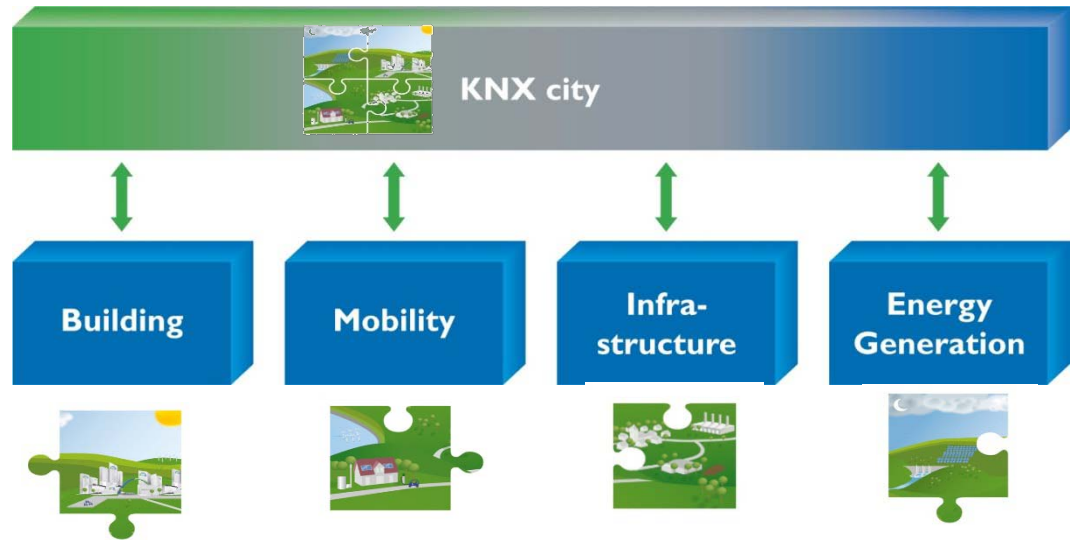 KNX city
Building
Mobility
Infra-
structure
Energy
Generation